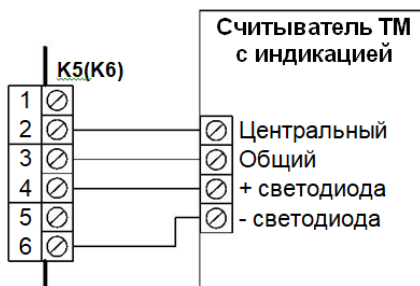 Считыватель ТМ
с индикацией
К5(К6)
1
2
3
4
5
6
Центральный
Общий
+ светодиода
- светодиода